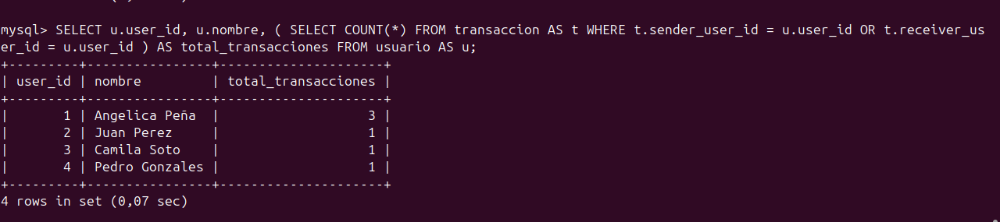 mysql> SELECT u.user_id, u.nombre, ( SELECT COUNT(*) FROM transaccion AS t WHERE t.sender_user_id = u.user_id OR t.receiver_us
er_id = u.user_id ) AS total_transacciones FROM usuario AS u;
+---------+----------------+---------------------+
| user_id | nombre         | total_transacciones |
+---------+----------------+---------------------+
|       1 | Angelica Peña  |                   3 |
|       2 | Juan Perez     |                   1 |
|       3 | Camila Soto    |                   1 |
|       4 | Pedro Gonzales |                   1 |
+---------+----------------+---------------------+
4 rows in set (0,07 sec)